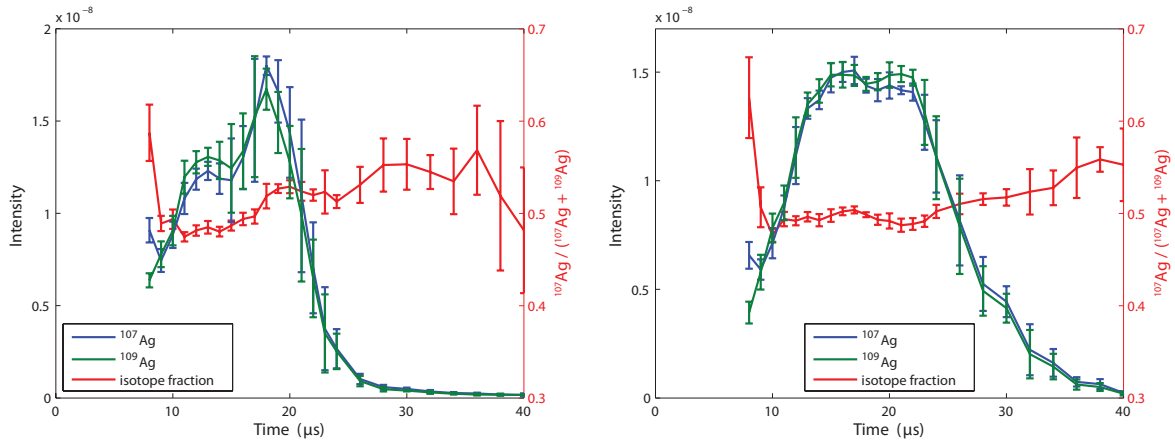 x 10⁻⁸
2
1.5
1
0.5
0
Intensity
0 10 20 30 40
Time (µs)
0.7
0.6
0.5
0.4
0.3
¹⁰⁷Ag / (¹⁰⁷Ag + ¹⁰⁹Ag)
¹⁰⁷Ag
¹⁰⁹Ag
isotope fraction
x 10⁻⁸
1.5
1
0.5
0
Intensity
0 10 20 30 40
Time (µs)
0.7
0.6
0.5
0.4
0.3
¹⁰⁷Ag / (¹⁰⁷Ag + ¹⁰⁹Ag)
¹⁰⁷Ag
¹⁰⁹Ag
isotope fraction